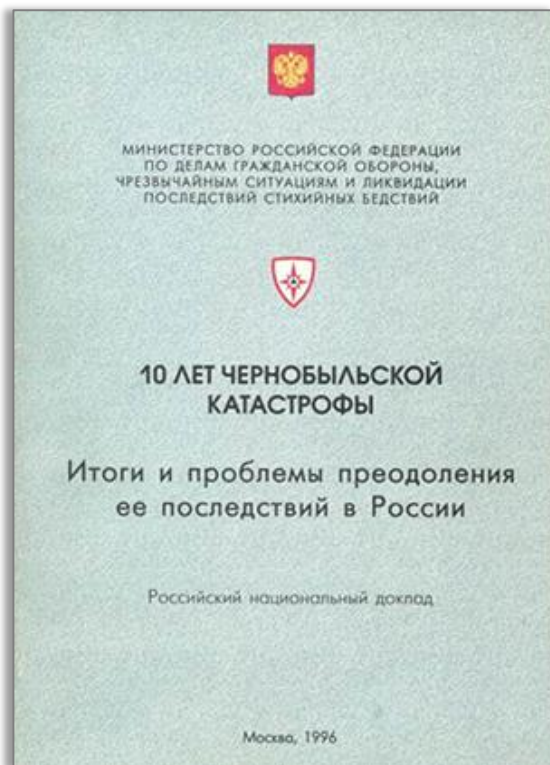 МИНИСТЕРСТВО РОССИЙСКОЙ ФЕДЕРАЦИИ
ПО ДЕЛАМ ГРАЖДАНСКОЙ ОБОРОНЫ,
ЧРЕЗВЫЧАЙНЫМ СИТУАЦИЯМ И ЛИКВИДАЦИИ
ПОСЛЕДСТВИЙ СТИХИЙНЫХ БЕДСТВИЙ
10 ЛЕТ ЧЕРНОБЫЛЬСКОЙ
КАТАСТРОФЫ
Итоги и проблемы преодоления
ее последствий в России
Российский национальный доклад
Москва, 1996